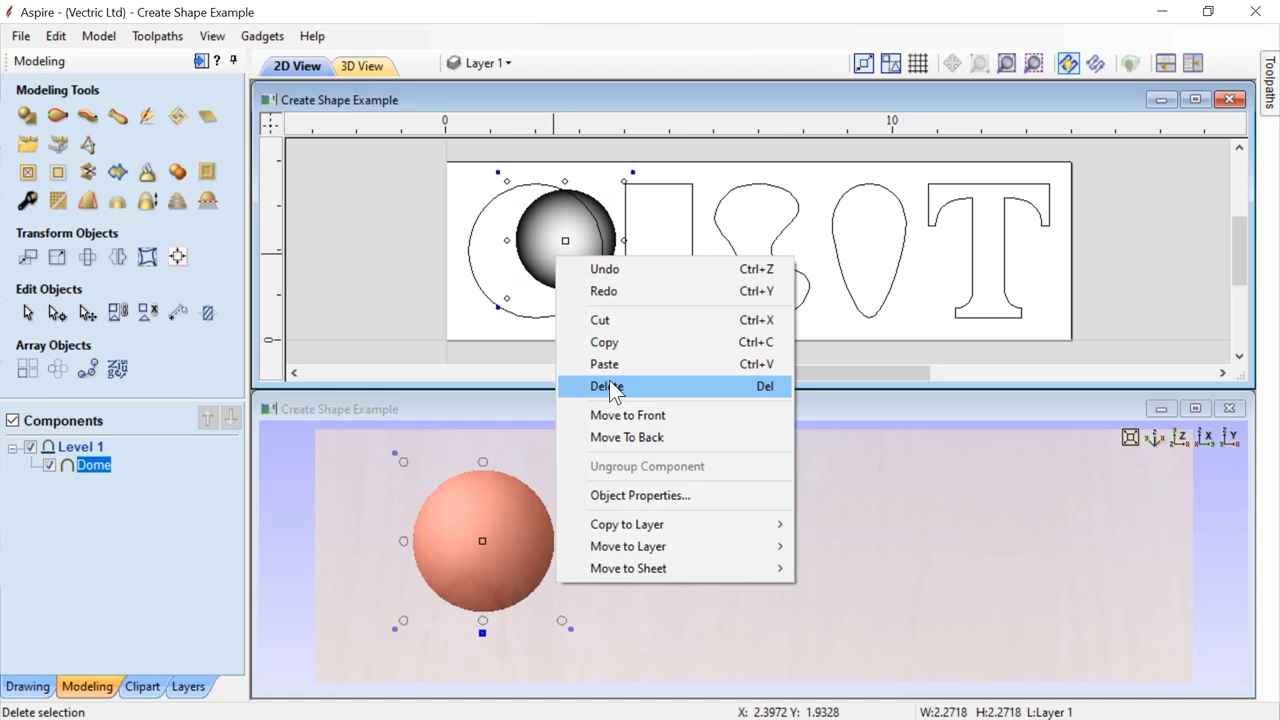 Aspire - {Vectric Ltd} - Create Shape Example
File Edit Model Toolpaths View Gadgets Help
Modeling ?
2D View 3D View Layer 1
Toolpaths
Modeling Tools
Create Shape Example
0 10
0
Transform Objects
Edit Objects
Array Objects
T
Undo Ctrl+Z
Redo Ctrl+Y
Cut Ctrl+X
Copy Ctrl+C
Paste Ctrl+V
Delete Del
Move to Front
Move To Back
Ungroup Component
Object Properties...
Copy to Layer
Move to Layer
Move to Sheet
Components
Level 1
Dome
Create Shape Example
Z X Y
Drawing Modeling Clipart Layers
Delete selection X: 2.3972 Y: 1.9328 W:2.2718 H:2.2718 L:Layer 1